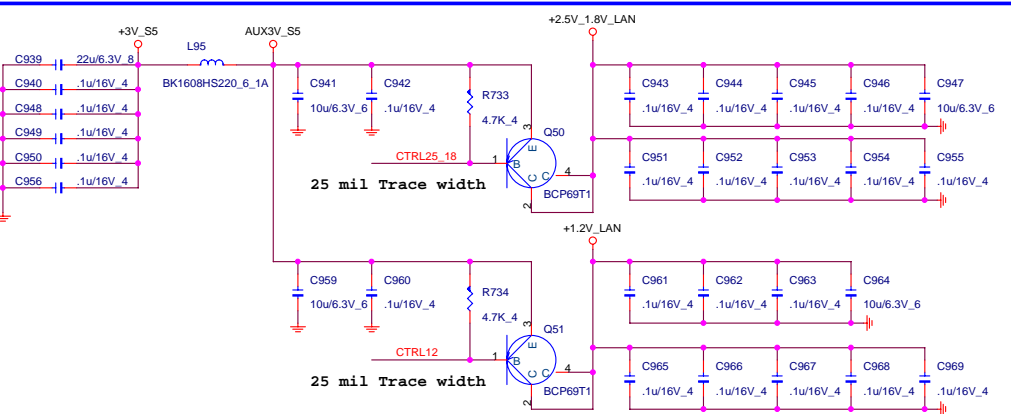 +3V_S5
AUX3V_S5
+2.5V_1.8V_LAN
C939
22u/6.3V_8
L95
BK1608HS220_6_1A
C940
.1u/16V_4
C948
.1u/16V_4
C949
.1u/16V_4
C950
.1u/16V_4
C956
.1u/16V_4
C941
10u/6.3V_6
C942
.1u/16V_4
R733
4.7K_4
3
Q50
E
B
C
C
1
4
2
BCP69T1
CTRL25_18
25 mil Trace width
C943
.1u/16V_4
C944
.1u/16V_4
C945
.1u/16V_4
C946
.1u/16V_4
C947
10u/6.3V_6
C951
.1u/16V_4
C952
.1u/16V_4
C953
.1u/16V_4
C954
.1u/16V_4
C955
.1u/16V_4
+1.2V_LAN
C959
10u/6.3V_6
C960
.1u/16V_4
R734
4.7K_4
3
Q51
E
B
C
C
1
4
2
BCP69T1
CTRL12
25 mil Trace width
C961
.1u/16V_4
C962
.1u/16V_4
C963
.1u/16V_4
C964
10u/6.3V_6
C965
.1u/16V_4
C966
.1u/16V_4
C967
.1u/16V_4
C968
.1u/16V_4
C969
.1u/16V_4